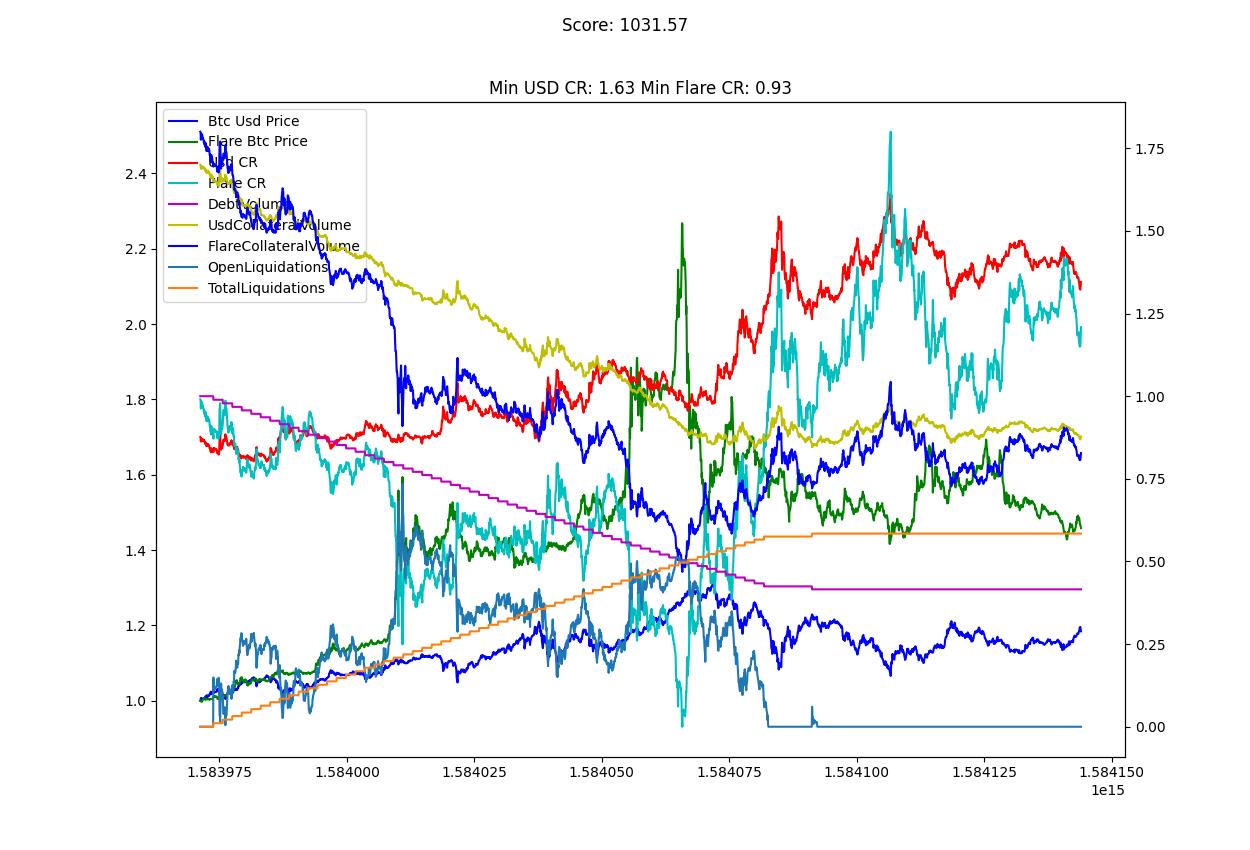 Score: 1031.57
Min USD CR: 1.63 Min Flare CR: 0.93
Btc Usd Price
Flare Btc Price
Usd CR
Flare CR
DebtVolume
UsdCollateralVolume
FlareCollateralVolume
OpenLiquidations
TotalLiquidations
2.4
2.2
2.0
1.8
1.6
1.4
1.2
1.0
1.75
1.50
1.25
1.00
0.75
0.50
0.25
0.00
1.583975 1.584000 1.584025 1.584050 1.584075 1.584100 1.584125 1.584150
1e15